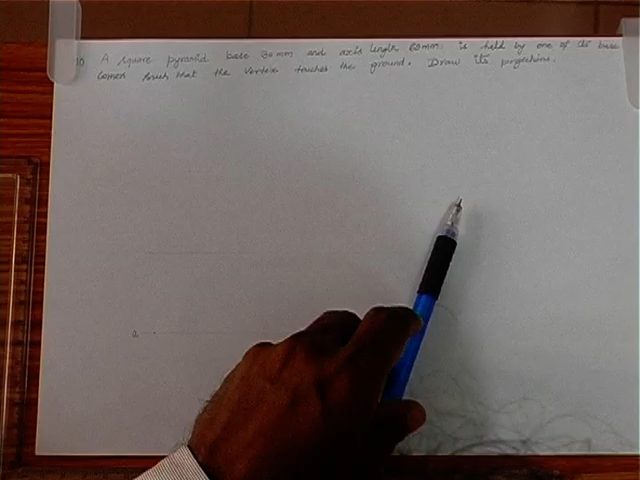 10. A square pyramid base 30mm and axis length 60mm is held by one of its base
corner such that the vertex touches the ground. Draw its projections.
a